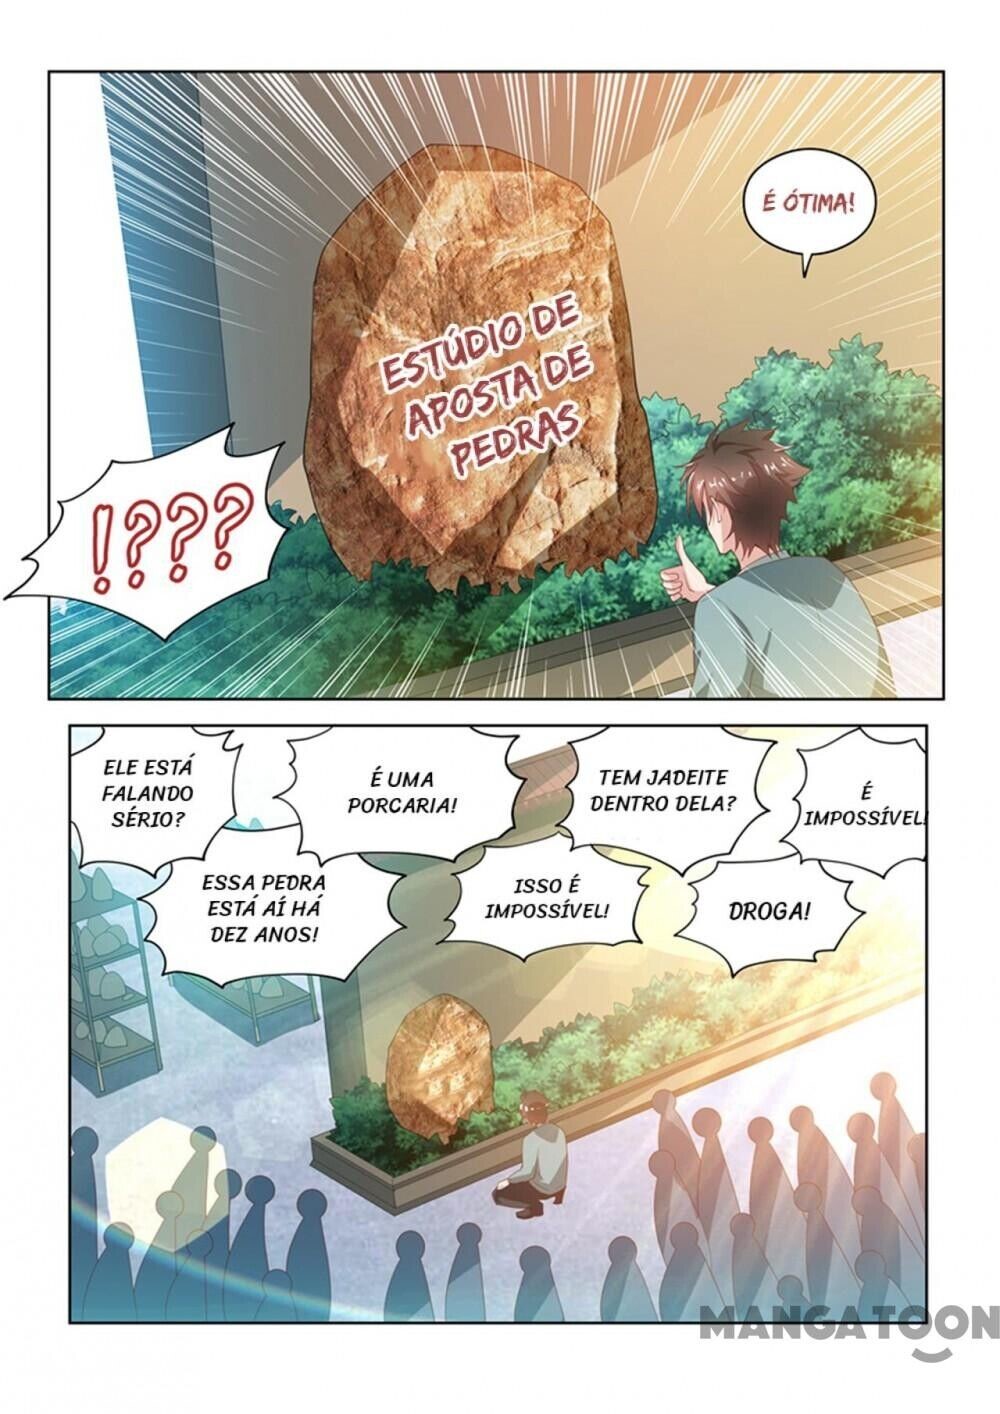 É ÓTIMA!
ESTÚDIO DE
APOSTA DE
PEDRAS
!???
ELE ESTÁ
FALANDO
SÉRIO?
É UMA
PORCARIA!
TEM JADEITE
DENTRO DELA?
É
IMPOSSÍVEL!
ESSA PEDRA
ESTÁ AÍ HÁ
DEZ ANOS!
ISSO É
IMPOSSÍVEL!
DROGA!
MANGATOON